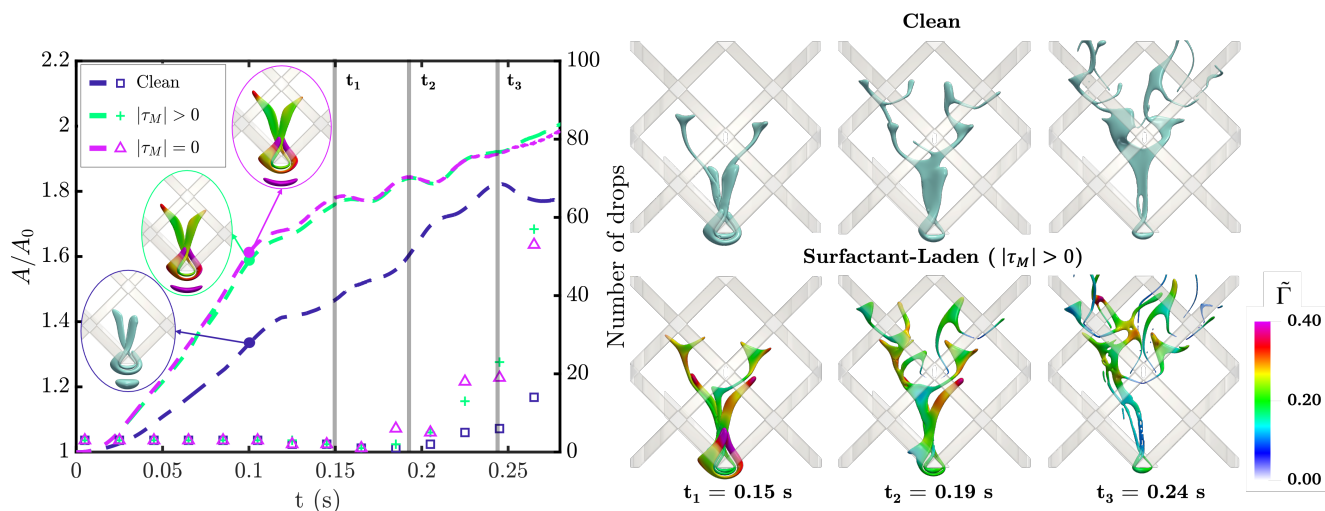 Clean
2.2
2
1.8
1.6
1.4
1.2
1
A/A₀
Clean
|τ_M| > 0
|τ_M| = 0
t₁
t₂
t₃
100
80
60
40
20
0
Number of drops
0
0.05
0.1
0.15
0.2
0.25
t (s)
Surfactant-Laden ( |τ_M| > 0)
Γ̃
0.40
0.20
0.00
t₁ = 0.15 s
t₂ = 0.19 s
t₃ = 0.24 s